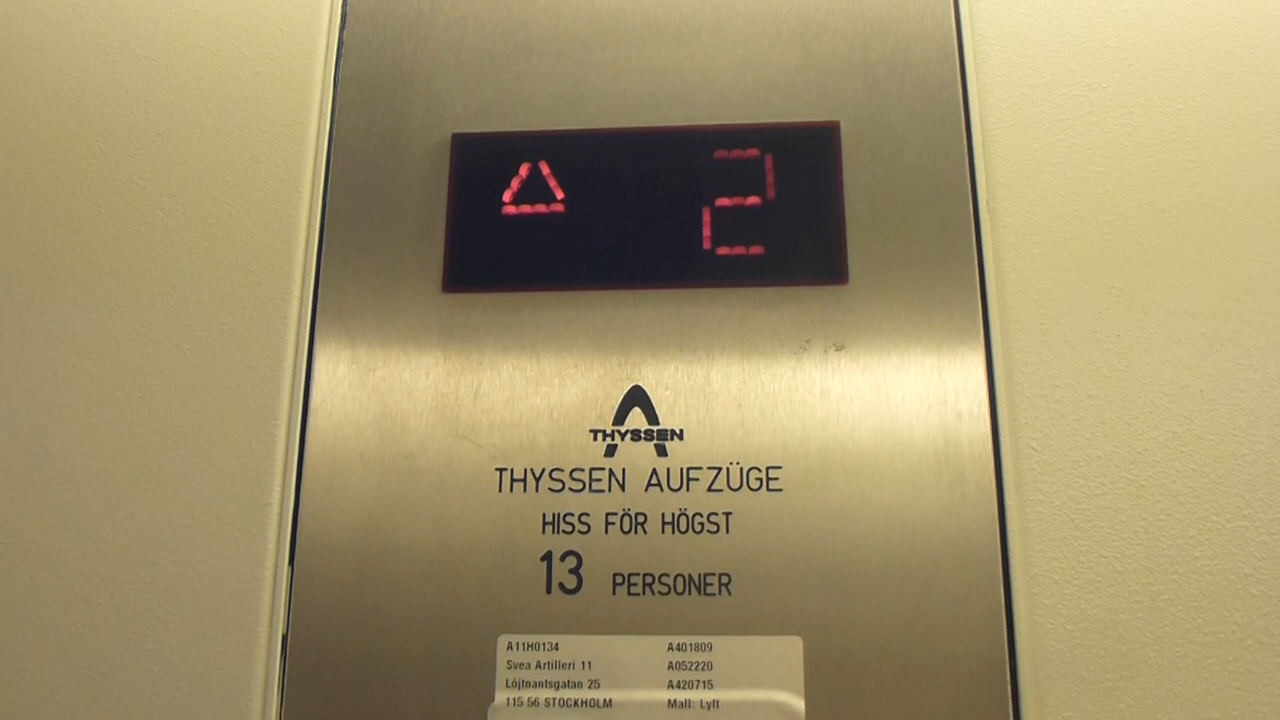 2
THYSSEN
THYSSEN AUFZÜGE
HISS FÖR HÖGST
13 PERSONER
A11H0134 A401809
Svea Artilleri 11 A052220
Löjtnantsgatan 25 A420715
115 56 STOCKHOLM Mall: Lyft